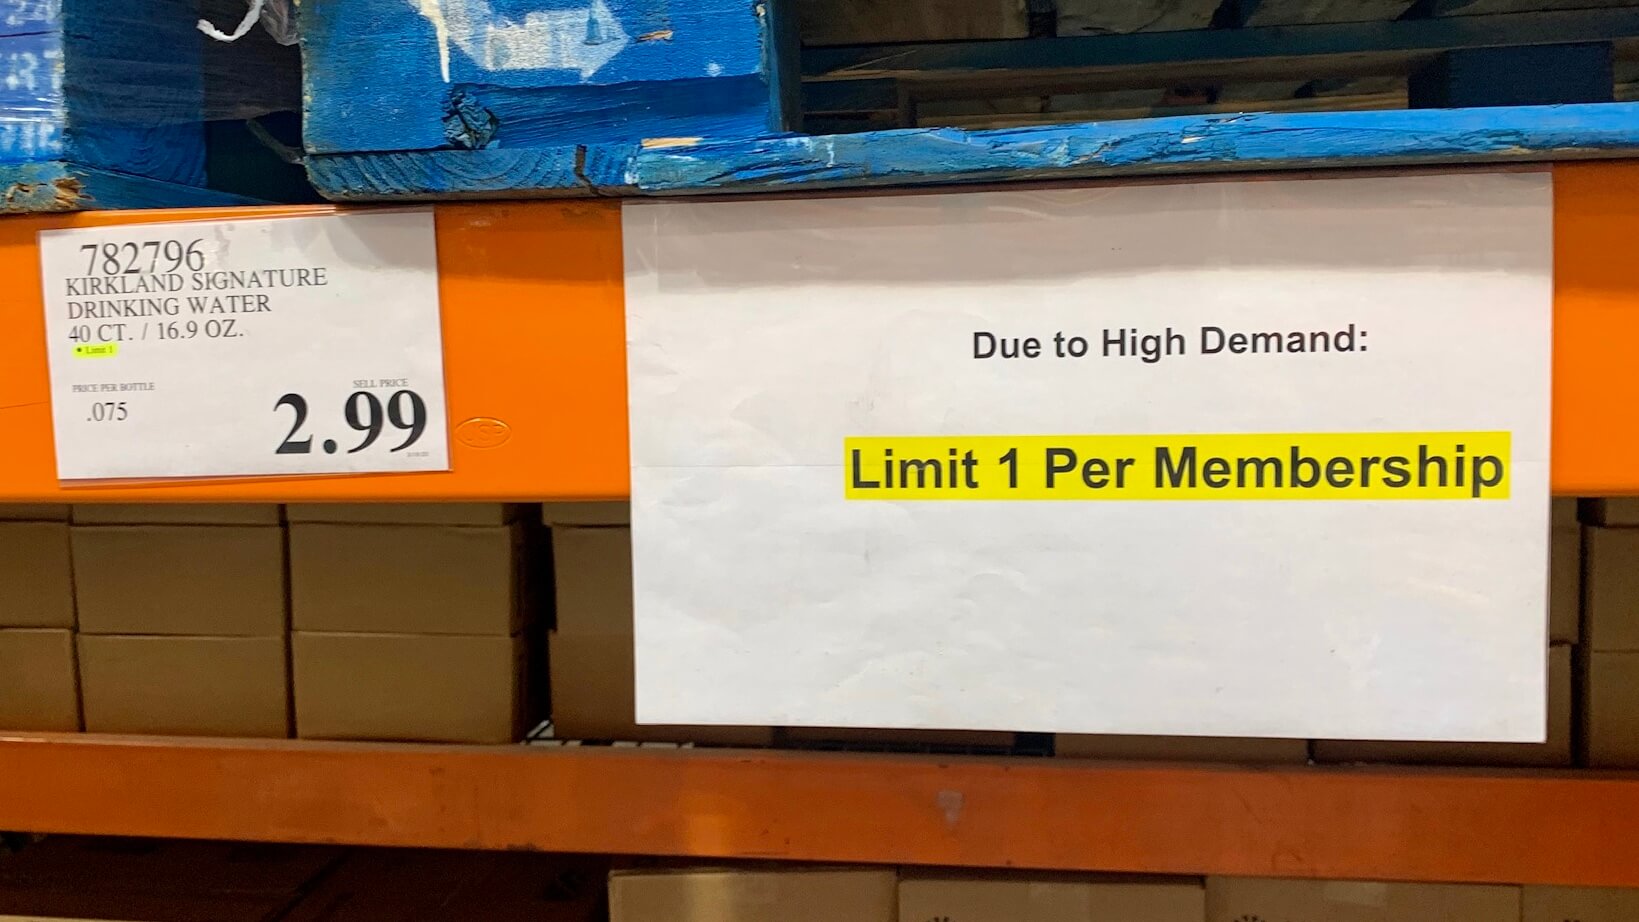 782796
KIRKLAND SIGNATURE
DRINKING WATER
40 CT. / 16.9 OZ.
• Limit 1
PRICE PER BOTTLE
.075
SELL PRICE
2.99
Due to High Demand:
Limit 1 Per Membership